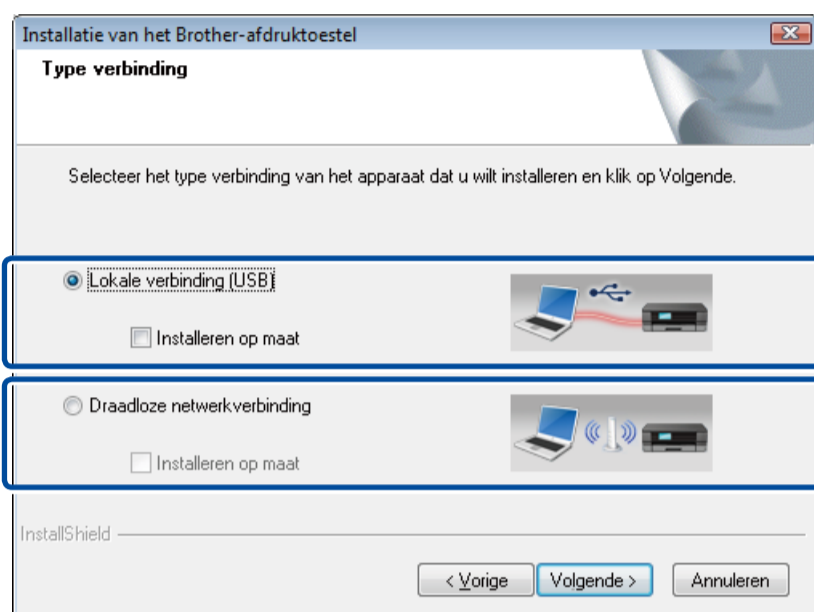 Installatie van het Brother-afdruktoestel
Type verbinding
Selecteer het type verbinding van het apparaat dat u wilt installeren en klik op Volgende.
Lokale verbinding (USB)
Installeren op maat
Draadloze netwerkverbinding
Installeren op maat
InstallShield
< Vorige Volgende > Annuleren